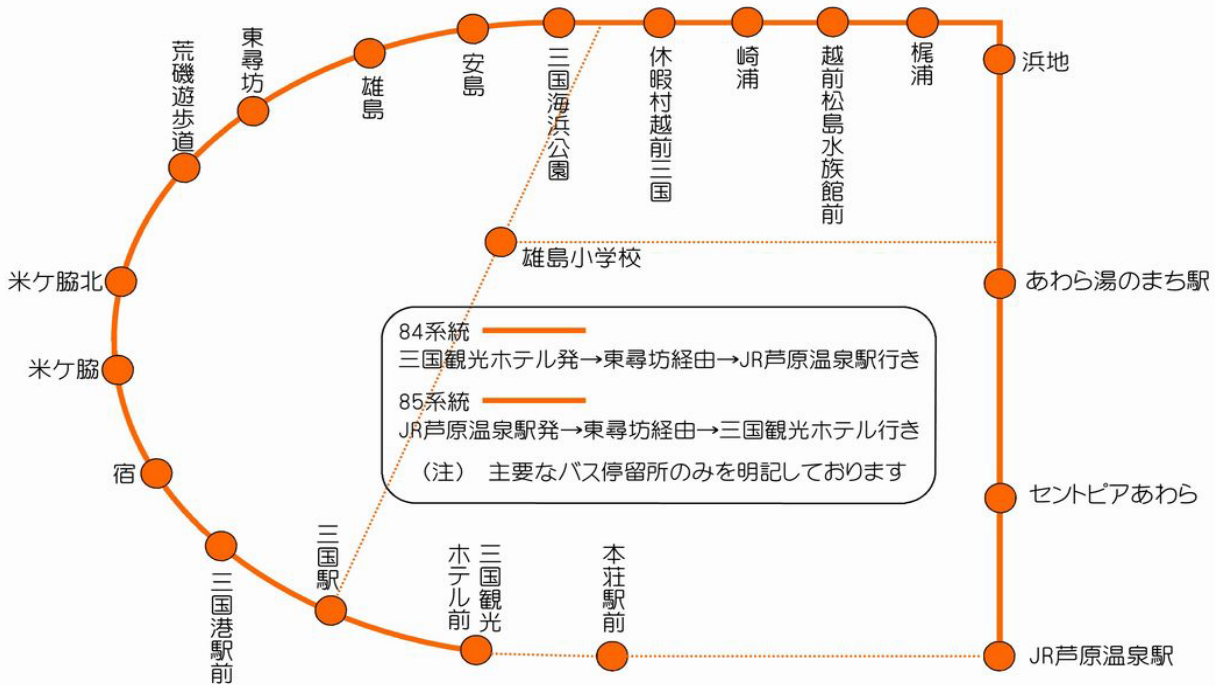 荒磯遊歩道
東尋坊
雄島
安島
三国海浜公園
休暇村越前三国
崎浦
越前松島水族館前
梶浦
浜地
雄島小学校
米ケ脇北
あわら湯のまち駅
84系統
三国観光ホテル発→東尋坊経由→JR芦原温泉駅行き
米ケ脇
85系統
JR芦原温泉駅発→東尋坊経由→三国観光ホテル行き
(注) 主要なバス停留所のみを明記しております
宿
セントピアあわら
三国港駅前
三国駅
三国観光
ホテル前
本荘駅前
JR芦原温泉駅